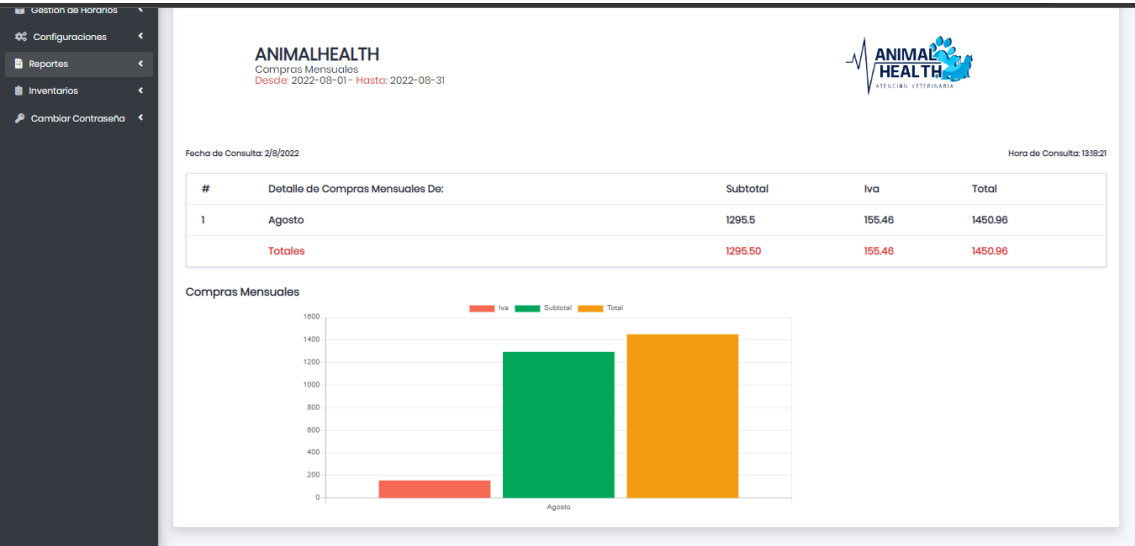 Gestion de Horarios
Configuraciones
Reportes
Inventarios
Cambiar Contraseña
ANIMALHEALTH
Compras Mensuales
Desde: 2022-08-01 - Hasta: 2022-08-31
ANIMAL
HEALTH
ATENCION VETERINARIA
Fecha de Consulta: 2/8/2022
Hora de Consulta: 13:18:21
# Detalle de Compras Mensuales De: Subtotal Iva Total
1 Agosto 1295.5 155.46 1450.96
Totales 1295.50 155.46 1450.96
Compras Mensuales
Iva Subtotal Total
1600
1400
1200
1000
800
600
400
200
0
Agosto